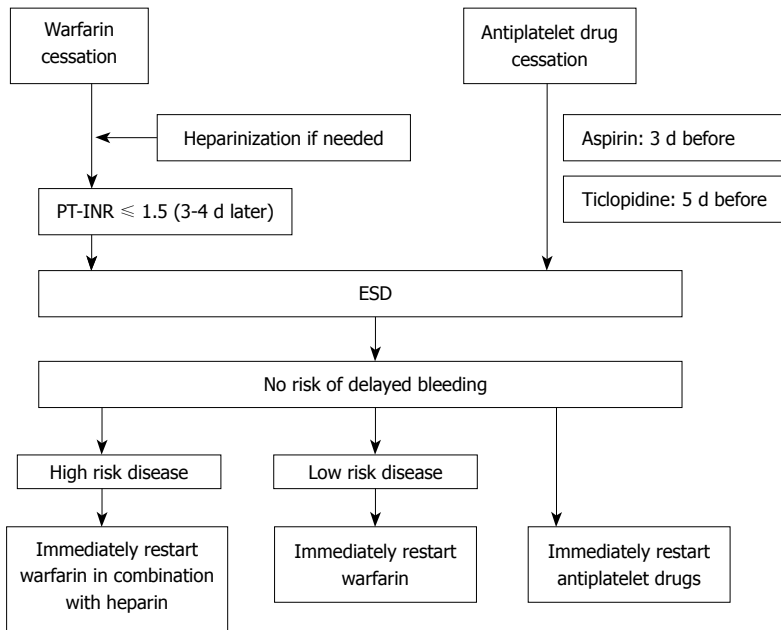 Warfarin
cessation
Antiplatelet drug
cessation
Heparinization if needed
Aspirin: 3 d before
PT-INR ≤ 1.5 (3-4 d later)
Ticlopidine: 5 d before
ESD
No risk of delayed bleeding
High risk disease
Low risk disease
Immediately restart
warfarin in combination
with heparin
Immediately restart
warfarin
Immediately restart
antiplatelet drugs